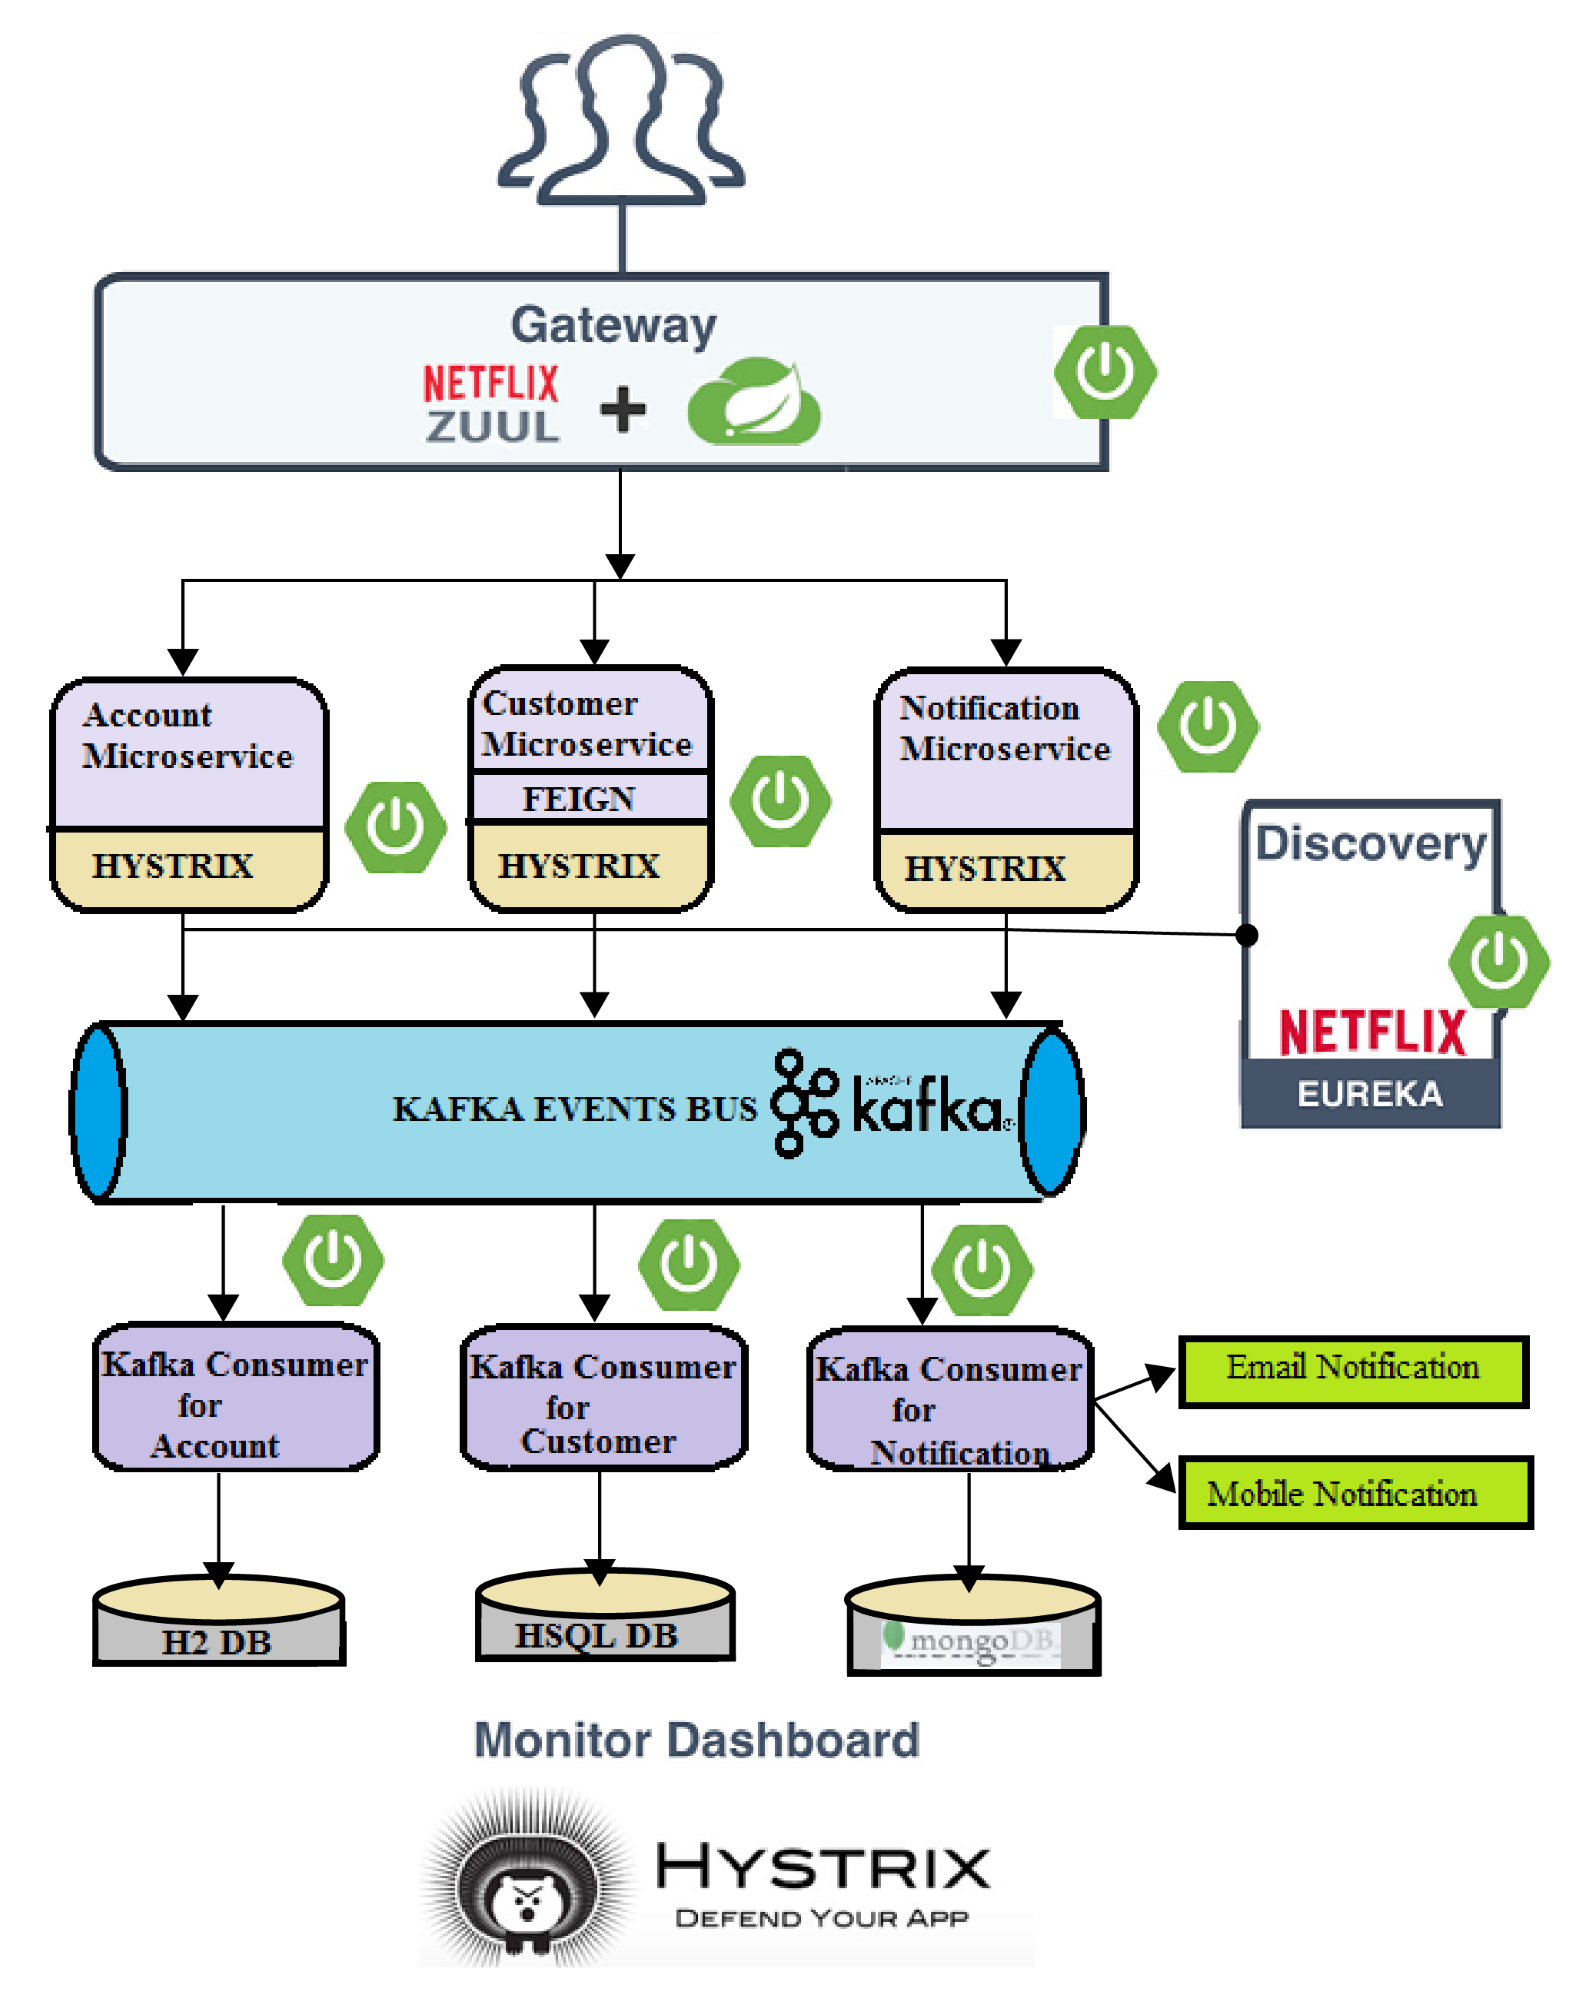 Gateway
NETFLIX
ZUUL
Account
Microservice
HYSTRIX
Customer
Microservice
FEIGN
HYSTRIX
Notification
Microservice
HYSTRIX
Discovery
NETFLIX
EUREKA
KAFKA EVENTS BUS
APACHE
kafka
Kafka Consumer
for
Account
Kafka Consumer
for
Customer
Kafka Consumer
for
Notification
Email Notification
Mobile Notification
H2 DB
HSQL DB
mongoDB
Monitor Dashboard
HYSTRIX
DEFEND YOUR APP